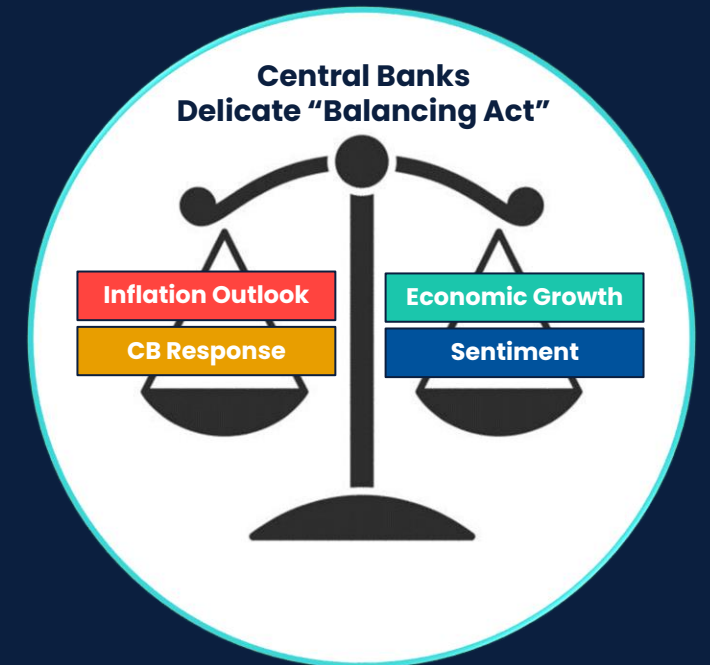 Central Banks
Delicate “Balancing Act”
Inflation Outlook
Economic Growth
CB Response
Sentiment